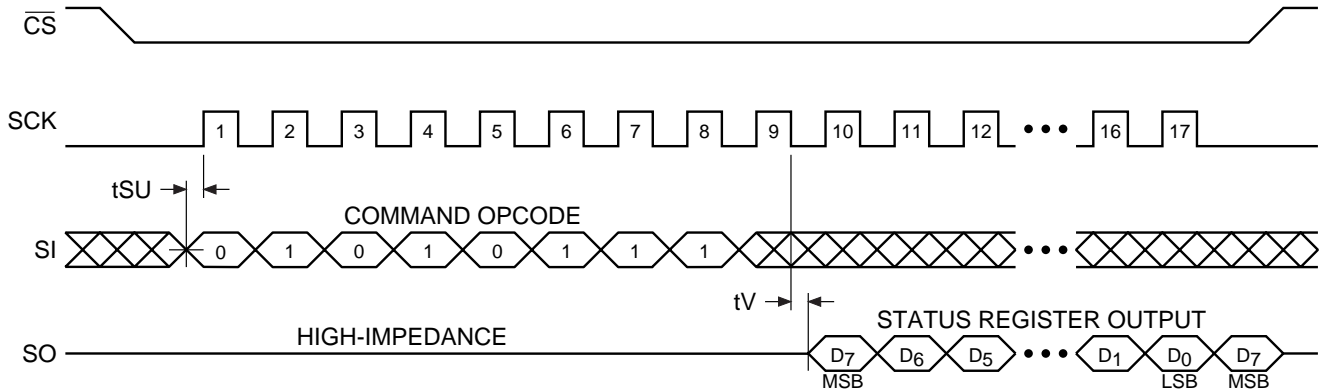 CS
SCK 1 2 3 4 5 6 7 8 9 10 11 12 ••• 16 17
tSU
COMMAND OPCODE
SI 0 1 0 1 0 1 1 1 •••
tV
HIGH-IMPEDANCE STATUS REGISTER OUTPUT
SO D7 D6 D5 ••• D1 D0 D7
MSB LSB MSB